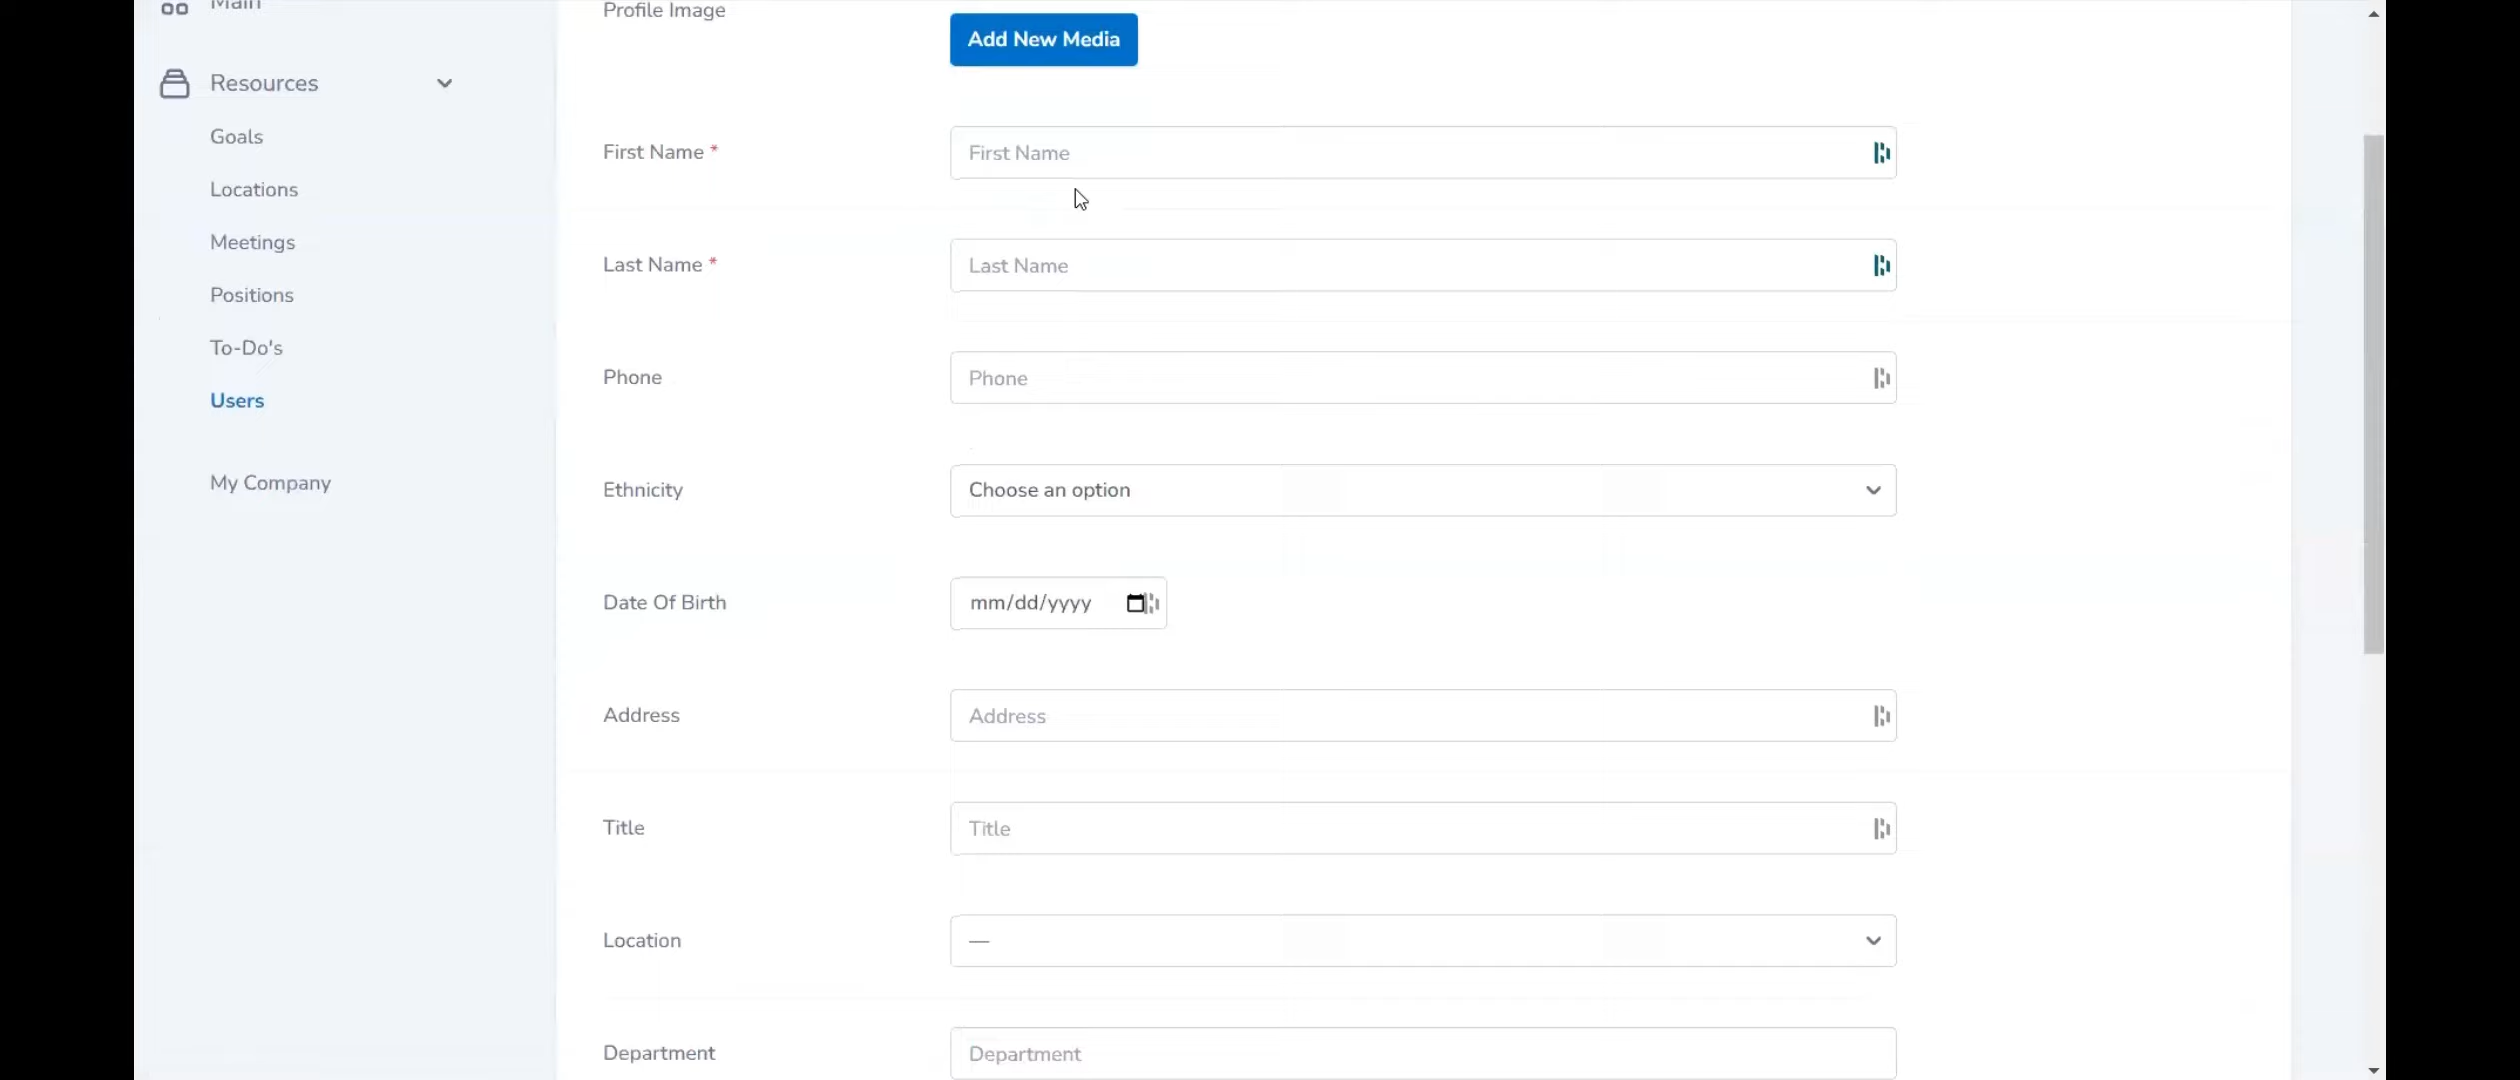 Main
Resources
Goals
Locations
Meetings
Positions
To-Do's
Users
My Company
Profile Image
Add New Media
First Name *
First Name
Last Name *
Last Name
Phone
Phone
Ethnicity
Choose an option
Date Of Birth
mm/dd/yyyy
Address
Address
Title
Title
Location
—
Department
Department